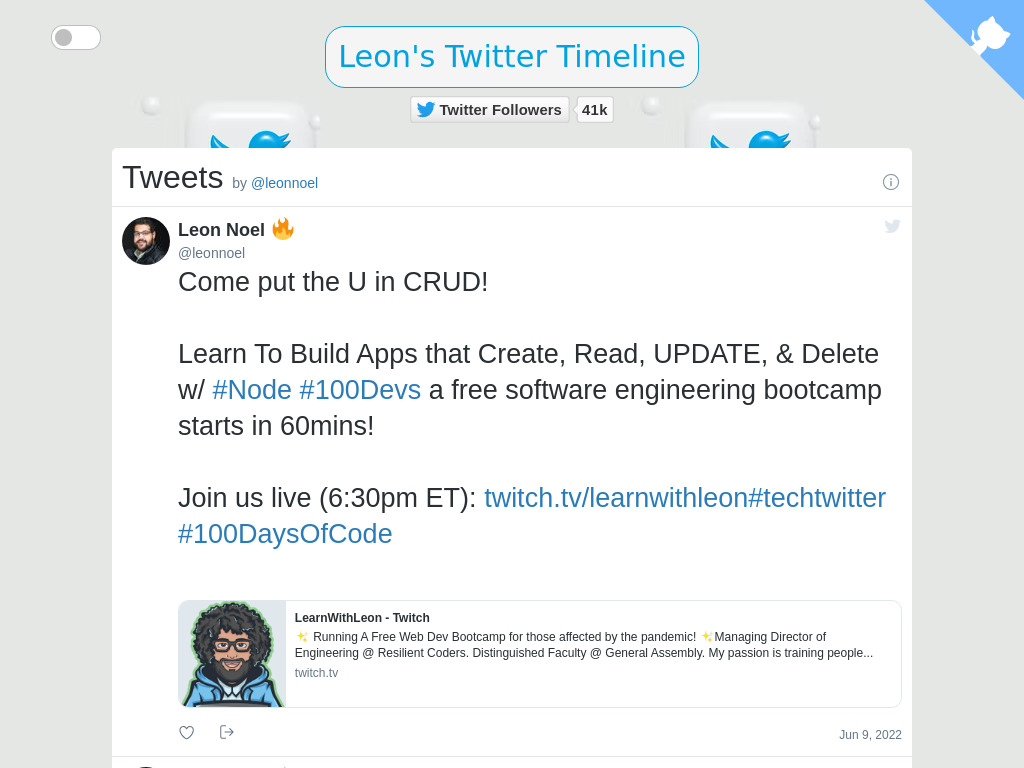 Leon's Twitter Timeline
Twitter Followers 41k
Tweets by @leonnoel
Leon Noel 🔥
@leonnoel
Come put the U in CRUD!
Learn To Build Apps that Create, Read, UPDATE, & Delete
w/ #Node #100Devs a free software engineering bootcamp
starts in 60mins!
Join us live (6:30pm ET): twitch.tv/learnwithleon#techtwitter
#100DaysOfCode
LearnWithLeon - Twitch
✨ Running A Free Web Dev Bootcamp for those affected by the pandemic! ✨Managing Director of
Engineering @ Resilient Coders. Distinguished Faculty @ General Assembly. My passion is training people...
twitch.tv
Jun 9, 2022